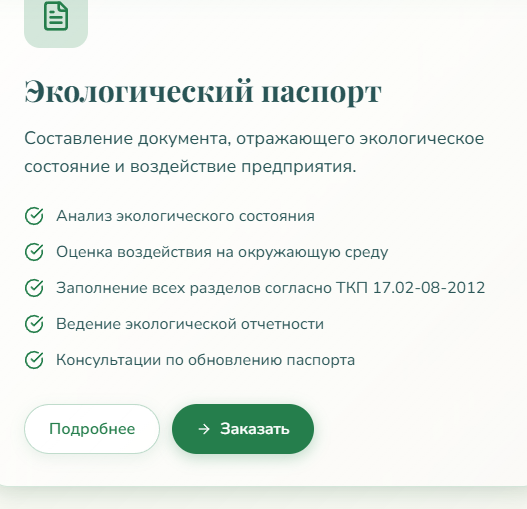 Экологический паспорт
Составление документа, отражающего экологическое
состояние и воздействие предприятия.
Анализ экологического состояния
Оценка воздействия на окружающую среду
Заполнение всех разделов согласно ТКП 17.02-08-2012
Ведение экологической отчетности
Консультации по обновлению паспорта
Подробнее
→ Заказать